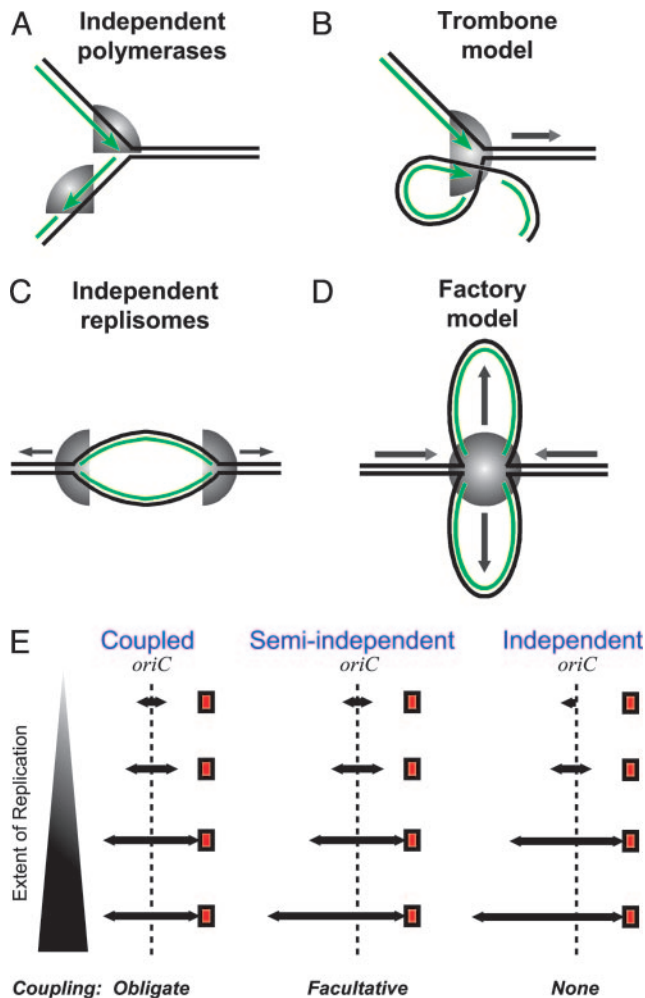 A
Independent
polymerases
B
Trombone
model
C
Independent
replisomes
D
Factory
model
E
Coupled
oriC
Semi-independent
oriC
Independent
oriC
Extent of Replication
Coupling: Obligate
Facultative
None